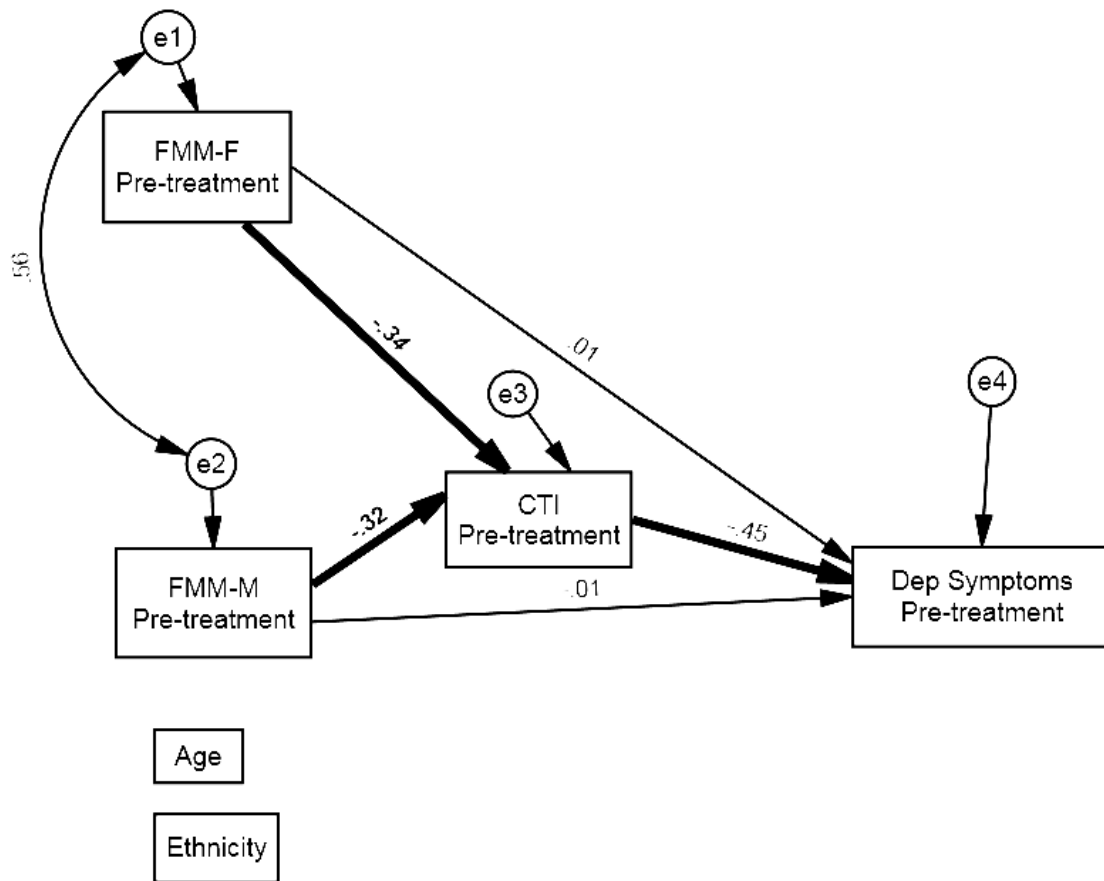 e1
FMM-F
Pre-treatment
.56
-.34
.01
e3
e4
e2
CTI
Pre-treatment
-.32
-.45
FMM-M
Pre-treatment
-.01
Dep Symptoms
Pre-treatment
Age
Ethnicity